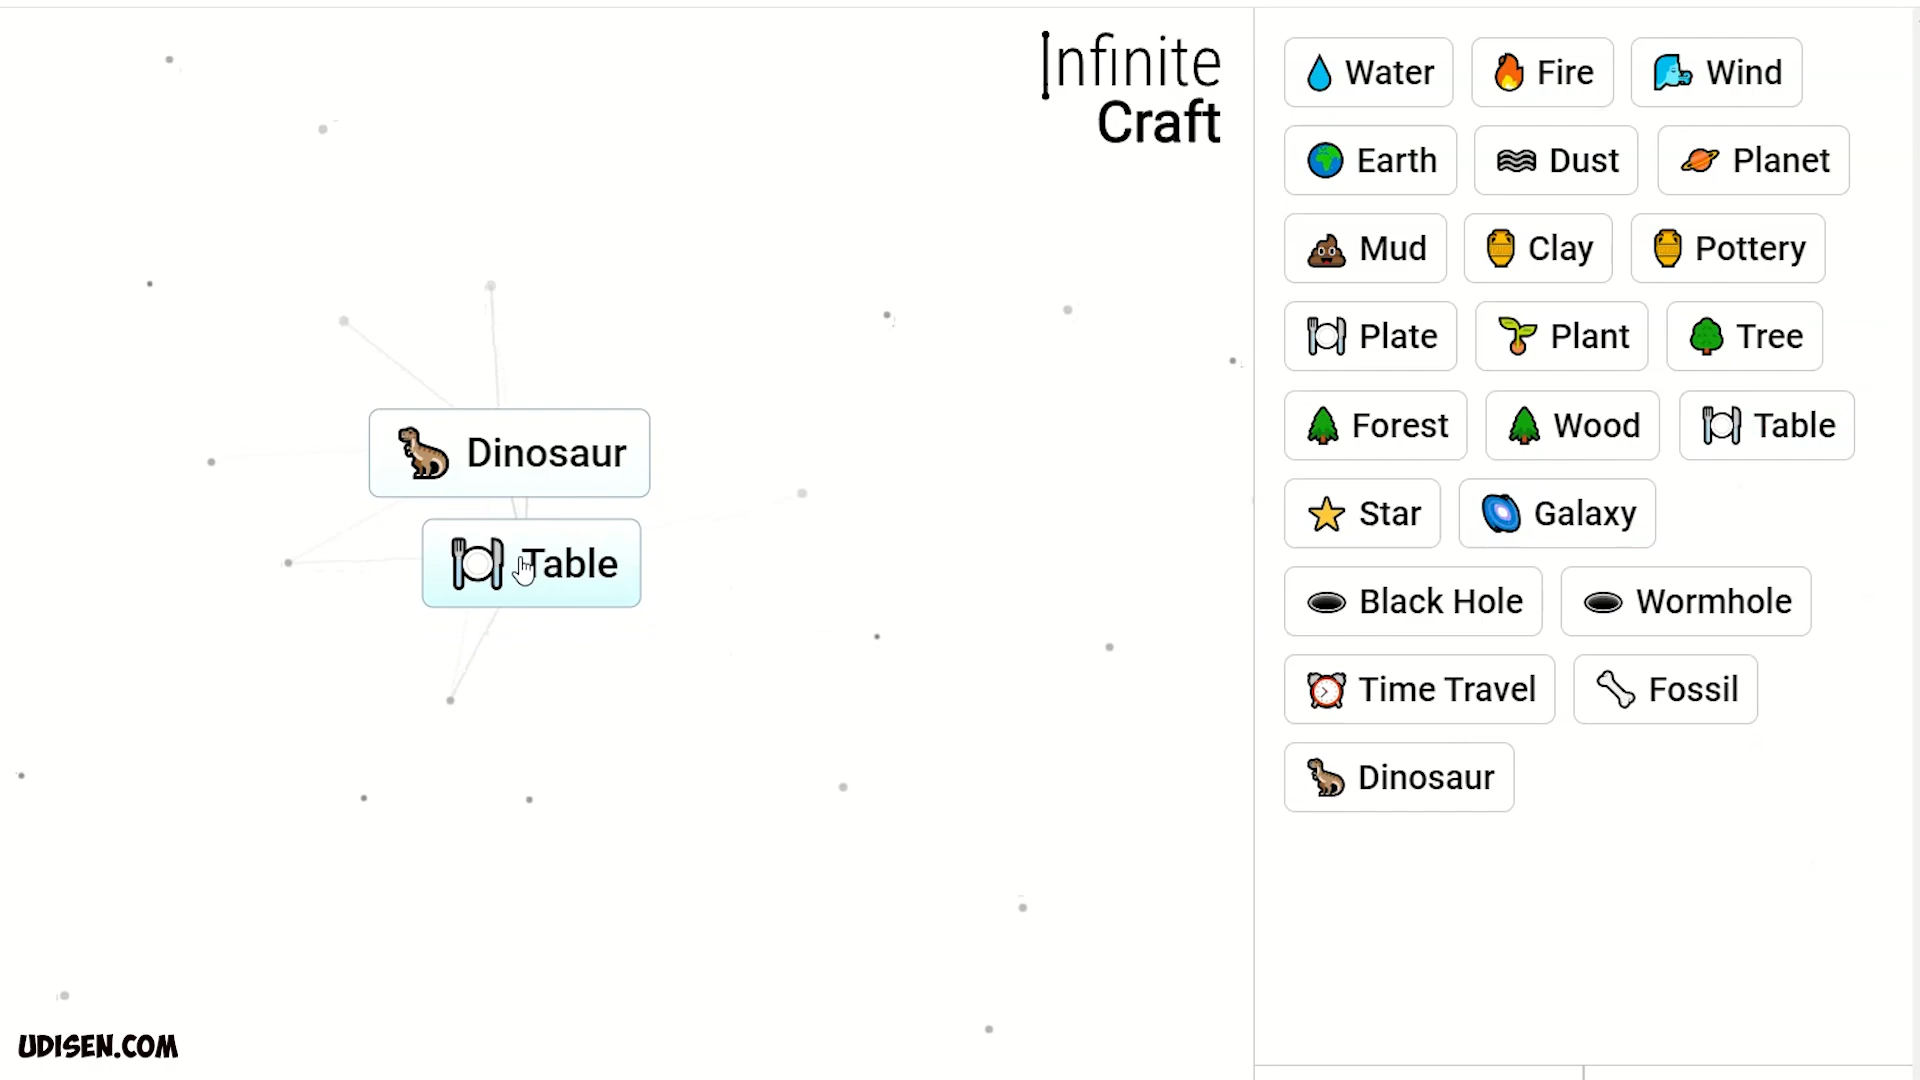 Infinite
Craft
Water Fire Wind
Earth Dust Planet
Mud Clay Pottery
Plate Plant Tree
Forest Wood Table
Star Galaxy
Black Hole Wormhole
Time Travel Fossil
Dinosaur
Dinosaur
Table
UDISEN.COM